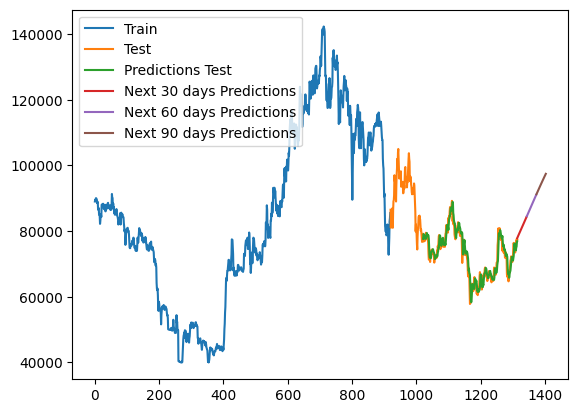 140000
120000
100000
80000
60000
40000
Train
Test
Predictions Test
Next 30 days Predictions
Next 60 days Predictions
Next 90 days Predictions
0 200 400 600 800 1000 1200 1400